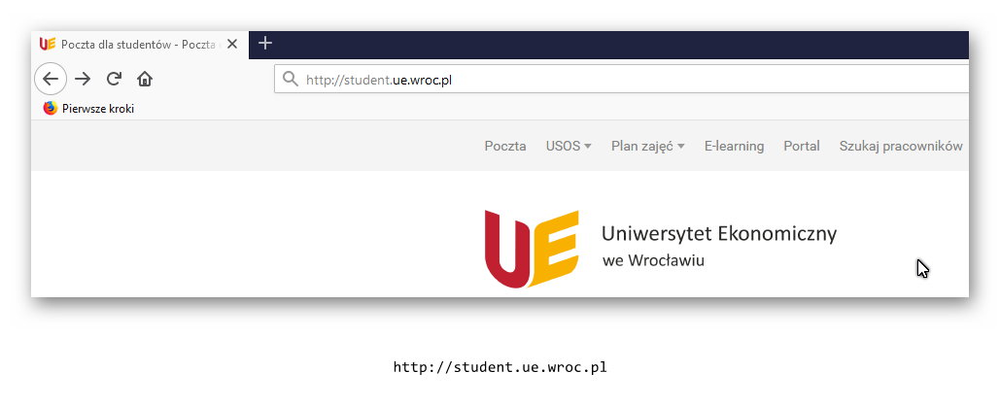 UE Poczta dla studentów - Poczta
http://student.ue.wroc.pl
Pierwsze kroki
Poczta USOS Plan zajęć E-learning Portal Szukaj pracowników
UE Uniwersytet Ekonomiczny
we Wrocławiu
http://student.ue.wroc.pl